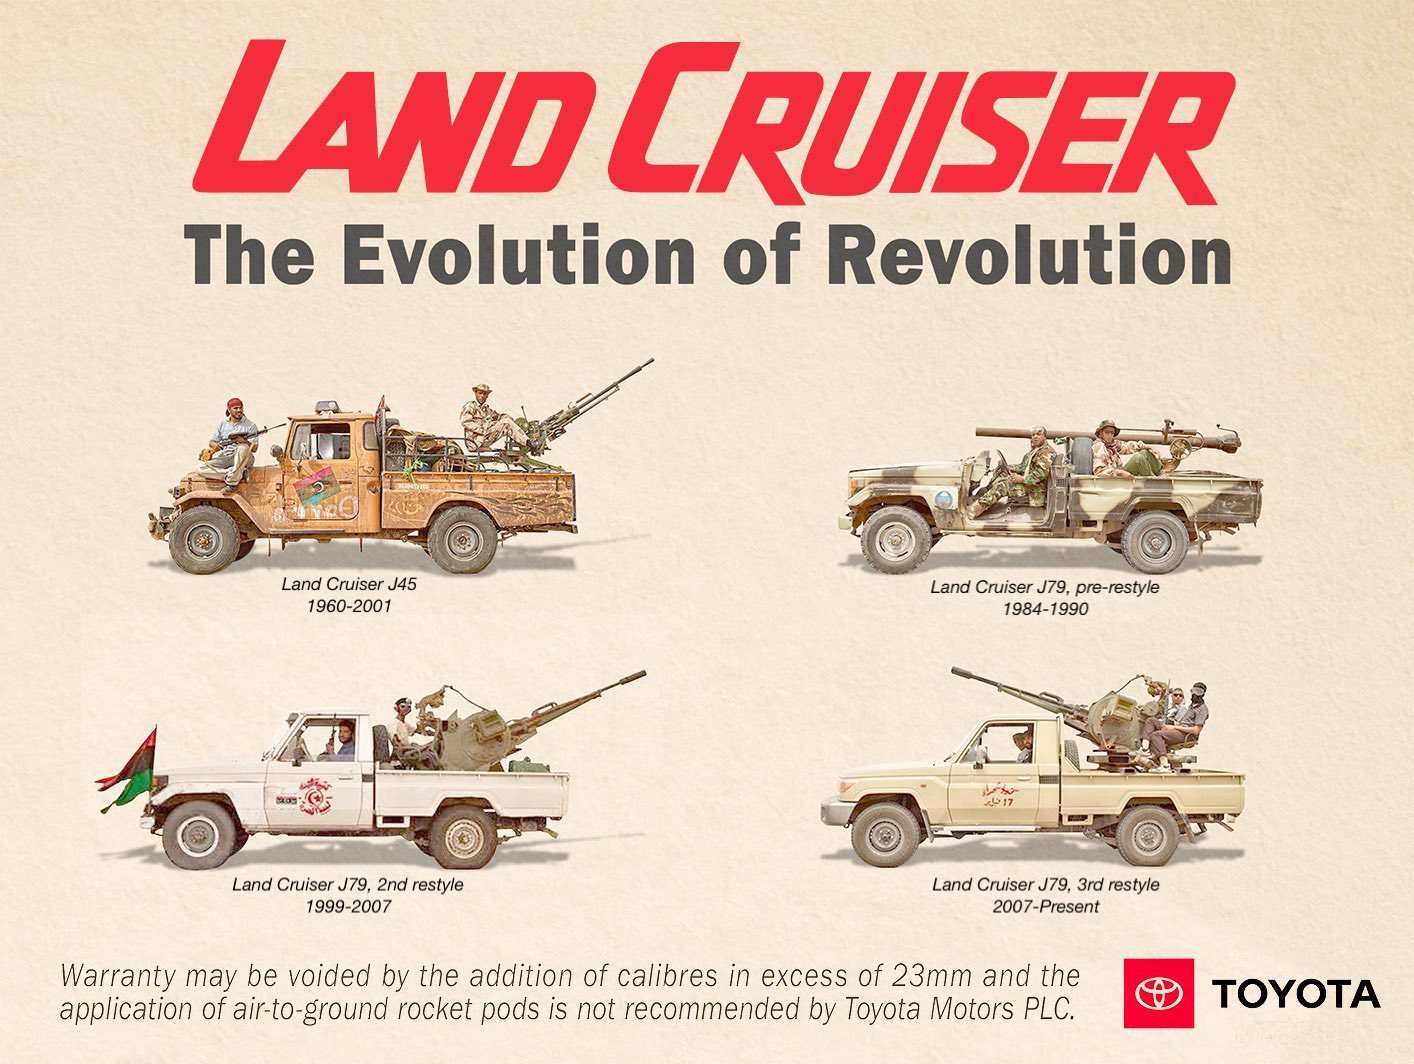 LAND CRUISER
The Evolution of Revolution
Land Cruiser J45
1960-2001
Land Cruiser J79, pre-restyle
1984-1990
17 فبراير
Land Cruiser J79, 2nd restyle
1999-2007
Land Cruiser J79, 3rd restyle
2007-Present
Warranty may be voided by the addition of calibres in excess of 23mm and the
application of air-to-ground rocket pods is not recommended by Toyota Motors PLC.
TOYOTA